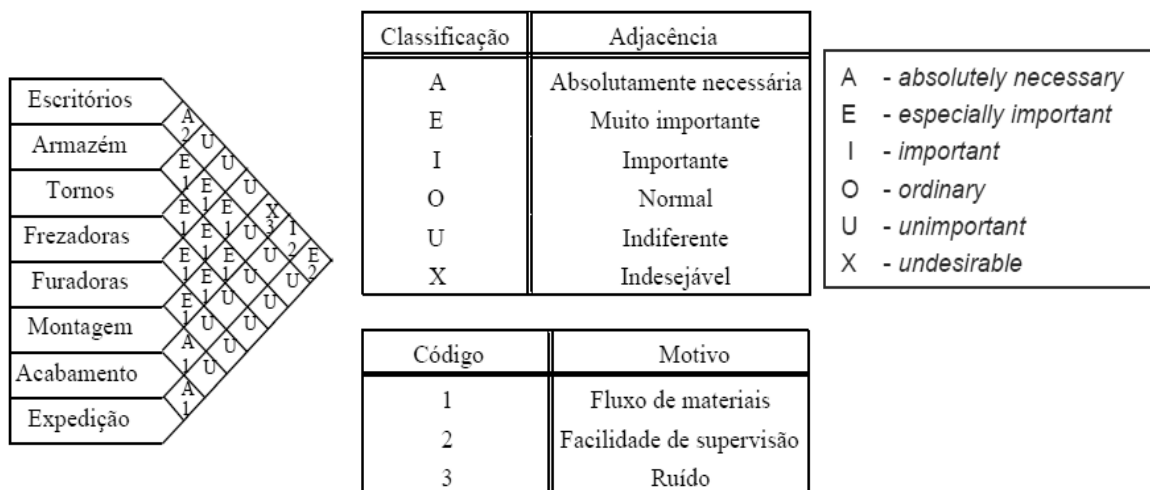 Escritórios
Armazém
Tornos
Frezadoras
Furadoras
Montagem
Acabamento
Expedição
A 2 U U U X 3 I 2 E 2
E 1 E 1 E 1 U U U
E 1 E 1 E 1 U U
E 1 E 1 U U
E 1 U U
A 1 U
A 1
Classificação Adjacência
A Absolutamente necessária
E Muito importante
I Importante
O Normal
U Indiferente
X Indesejável
A - absolutely necessary
E - especially important
I - important
O - ordinary
U - unimportant
X - undesirable
Código Motivo
1 Fluxo de materiais
2 Facilidade de supervisão
3 Ruído